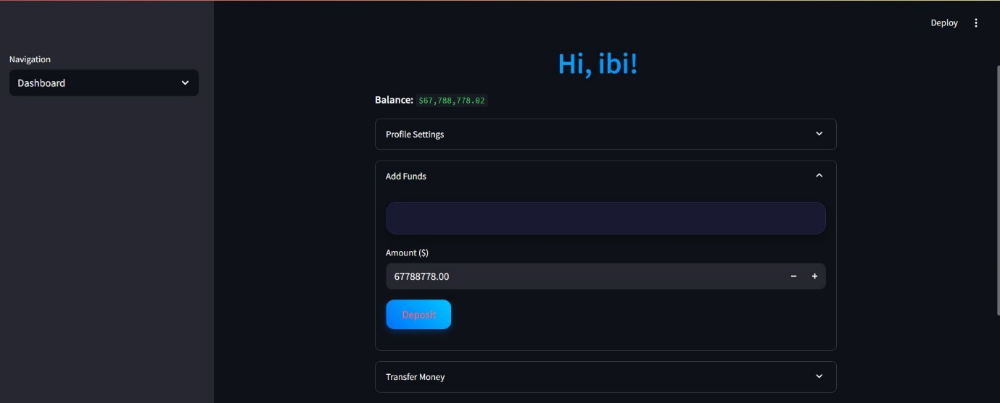 Deploy
Navigation
Dashboard
Hi, ibi!
Balance: $67,788,778.02
Profile Settings
Add Funds
Amount ($)
67788778.00
Deposit
Transfer Money